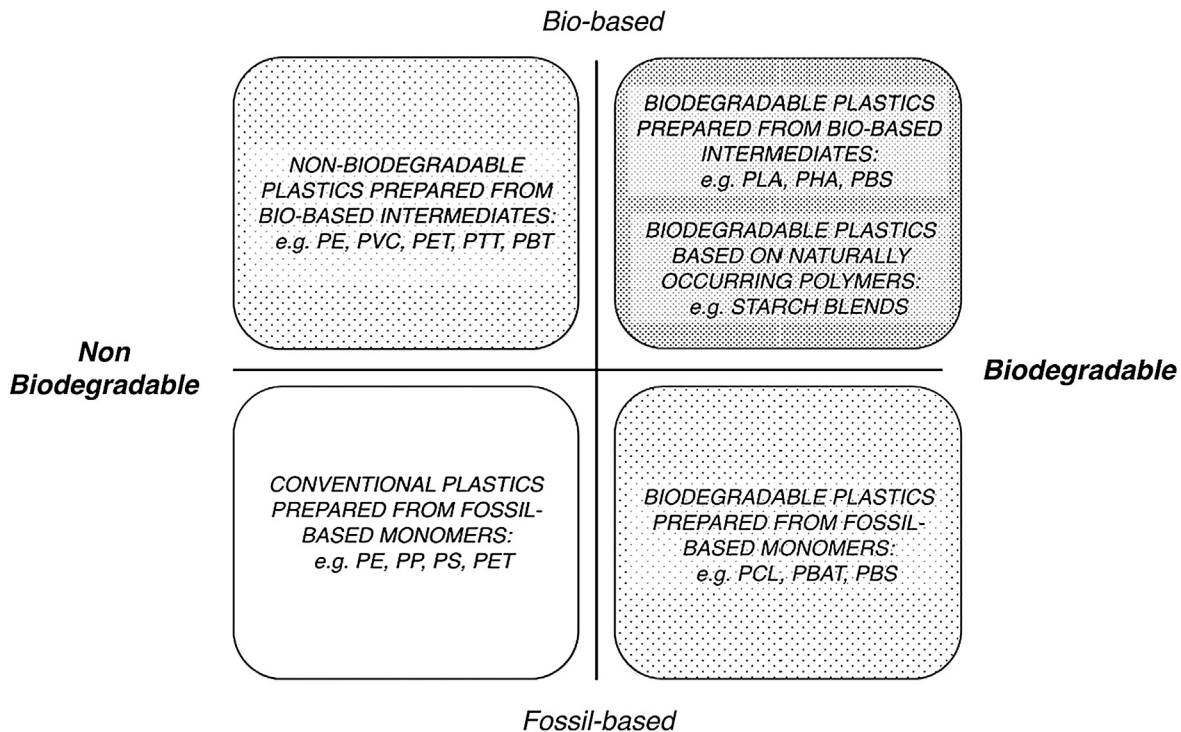 Bio-based
NON-BIODEGRADABLE
PLASTICS PREPARED FROM
BIO-BASED INTERMEDIATES:
e.g. PE, PVC, PET, PTT, PBT
BIODEGRADABLE PLASTICS
PREPARED FROM BIO-BASED
INTERMEDIATES:
e.g. PLA, PHA, PBS
BIODEGRADABLE PLASTICS
BASED ON NATURALLY
OCCURRING POLYMERS:
e.g. STARCH BLENDS
Non
Biodegradable
Biodegradable
CONVENTIONAL PLASTICS
PREPARED FROM FOSSIL-
BASED MONOMERS:
e.g. PE, PP, PS, PET
BIODEGRADABLE PLASTICS
PREPARED FROM FOSSIL-
BASED MONOMERS:
e.g. PCL, PBAT, PBS
Fossil-based